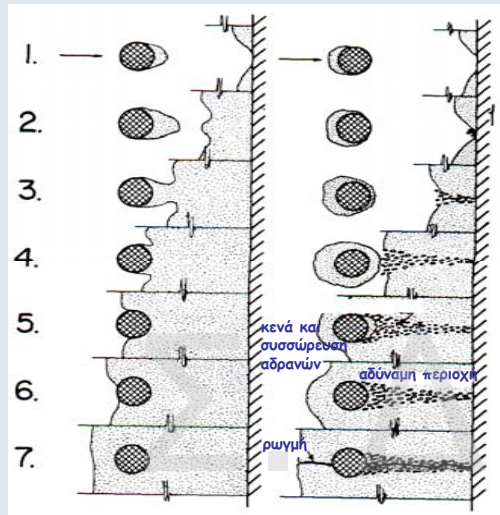 1.
2.
3.
4.
5.
6.
7.
κενά και
συσσώρευση
αδρανών
αδύναμη περιοχή
ρωγμή